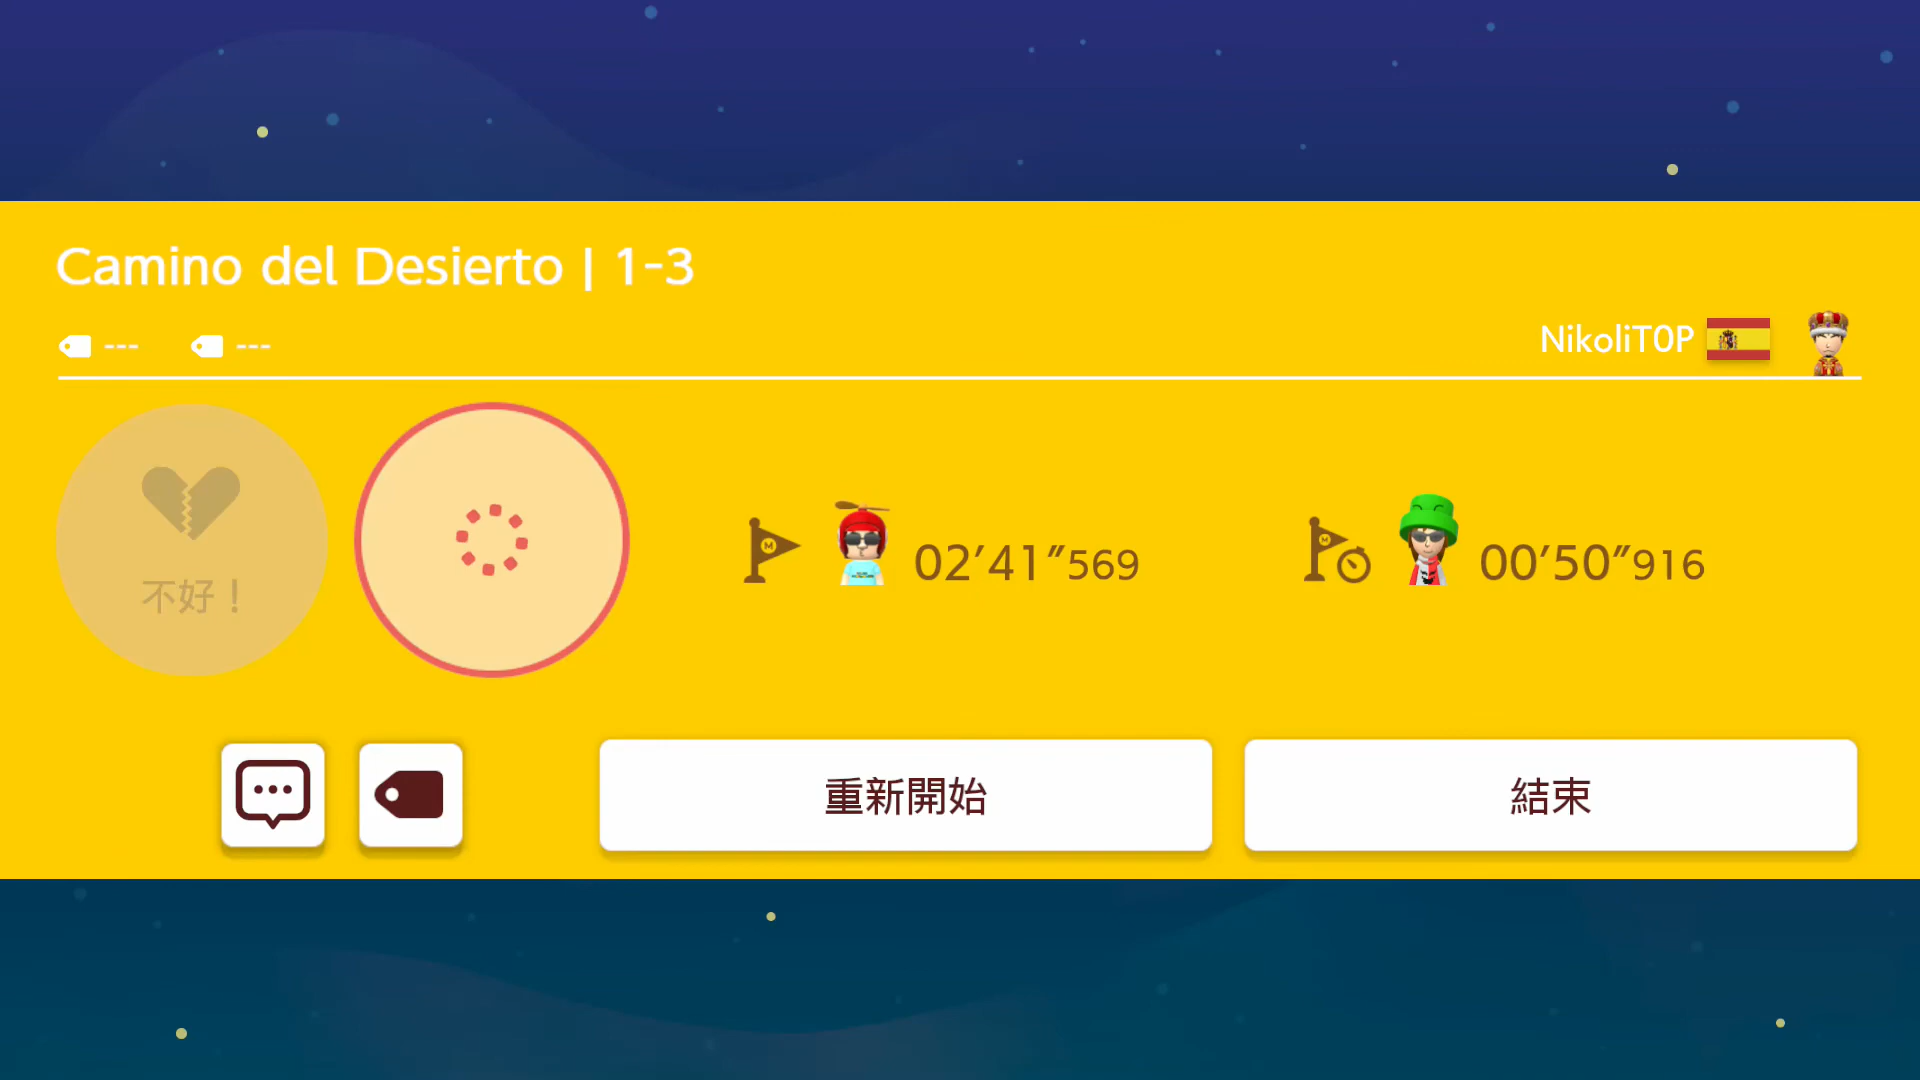 Camino del Desierto | 1-3
--- ---
NikoliT0P
不好！
M 02′41″569
M 00′50″916
重新開始
結束